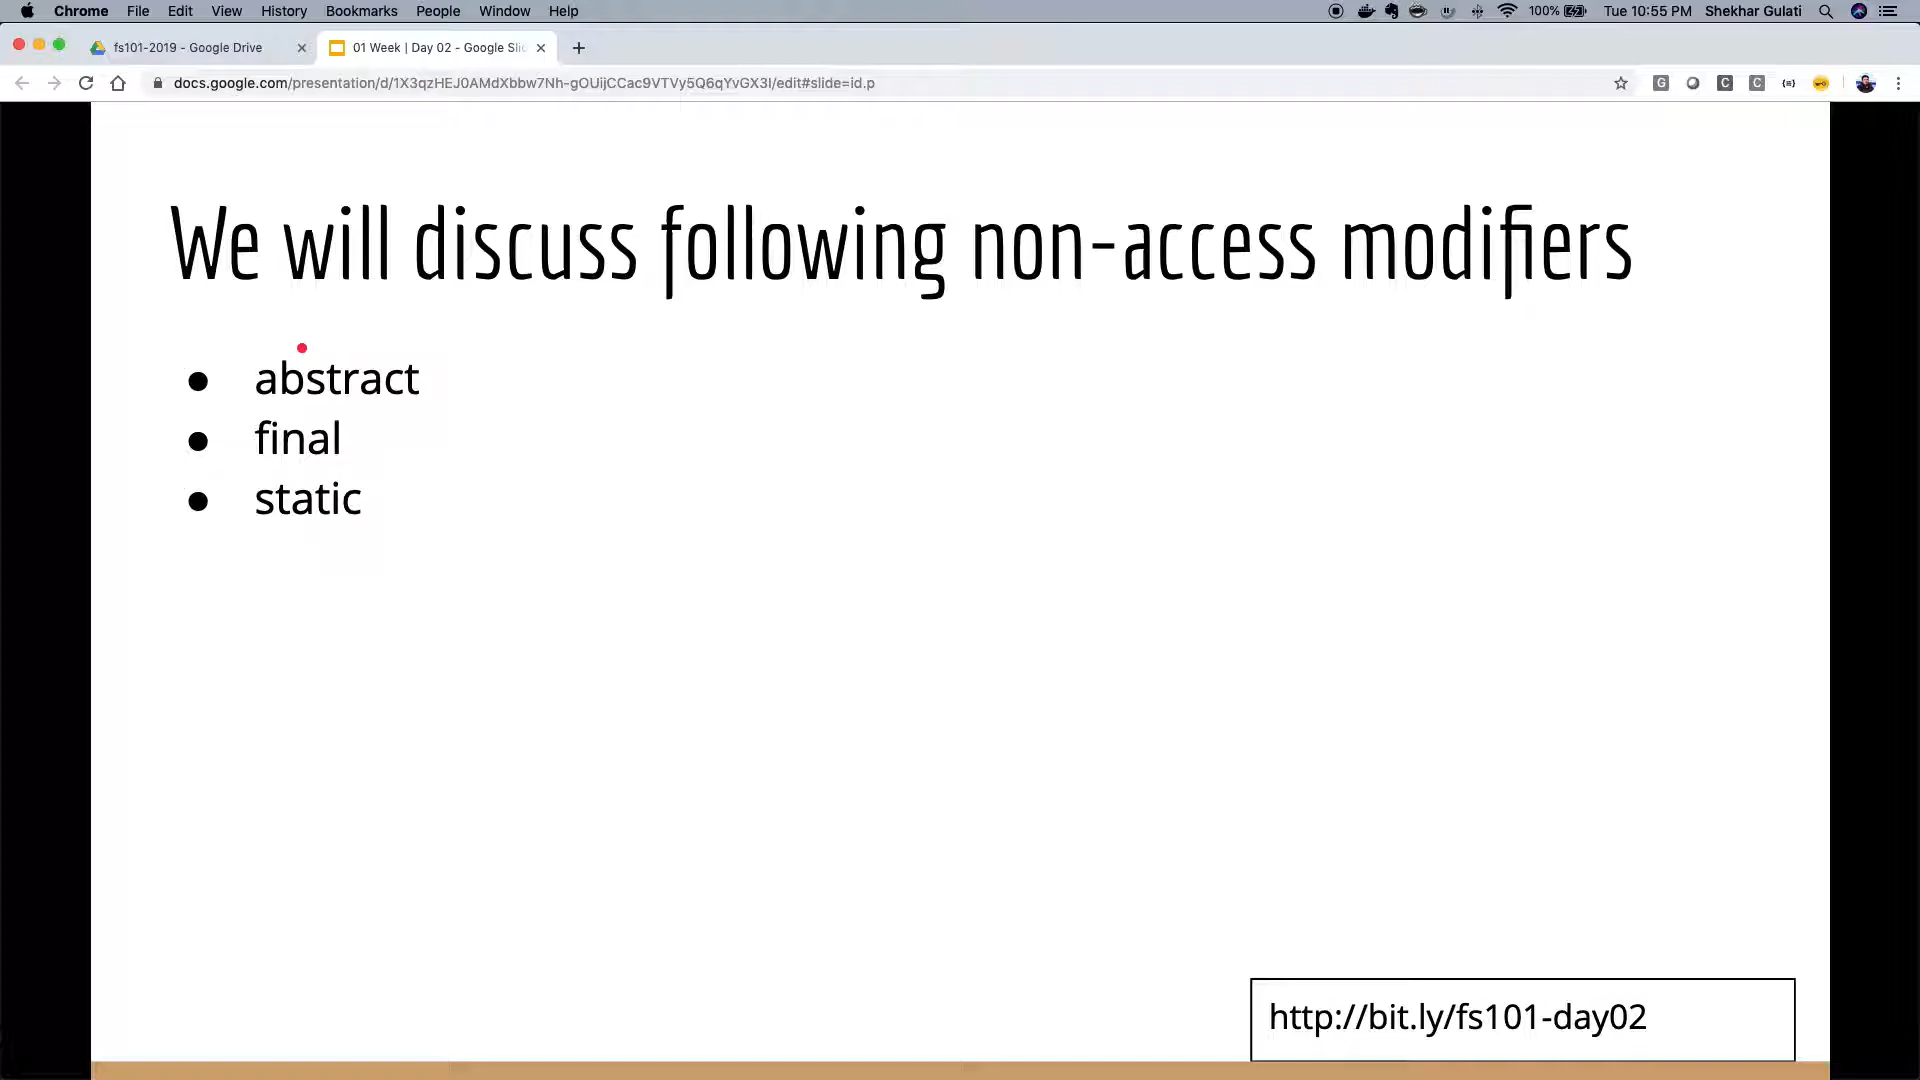 Chrome File Edit View History Bookmarks People Window Help 100% Tue 10:55 PM Shekhar Gulati
fs101-2019 - Google Drive 01 Week | Day 02 - Google Slid
docs.google.com/presentation/d/1X3qzHEJ0AMdXbbw7Nh-gOUijCCac9VTVy5Q6qYvGX3I/edit#slide=id.p
We will discuss following non-access modifiers
● abstract
● final
● static
http://bit.ly/fs101-day02